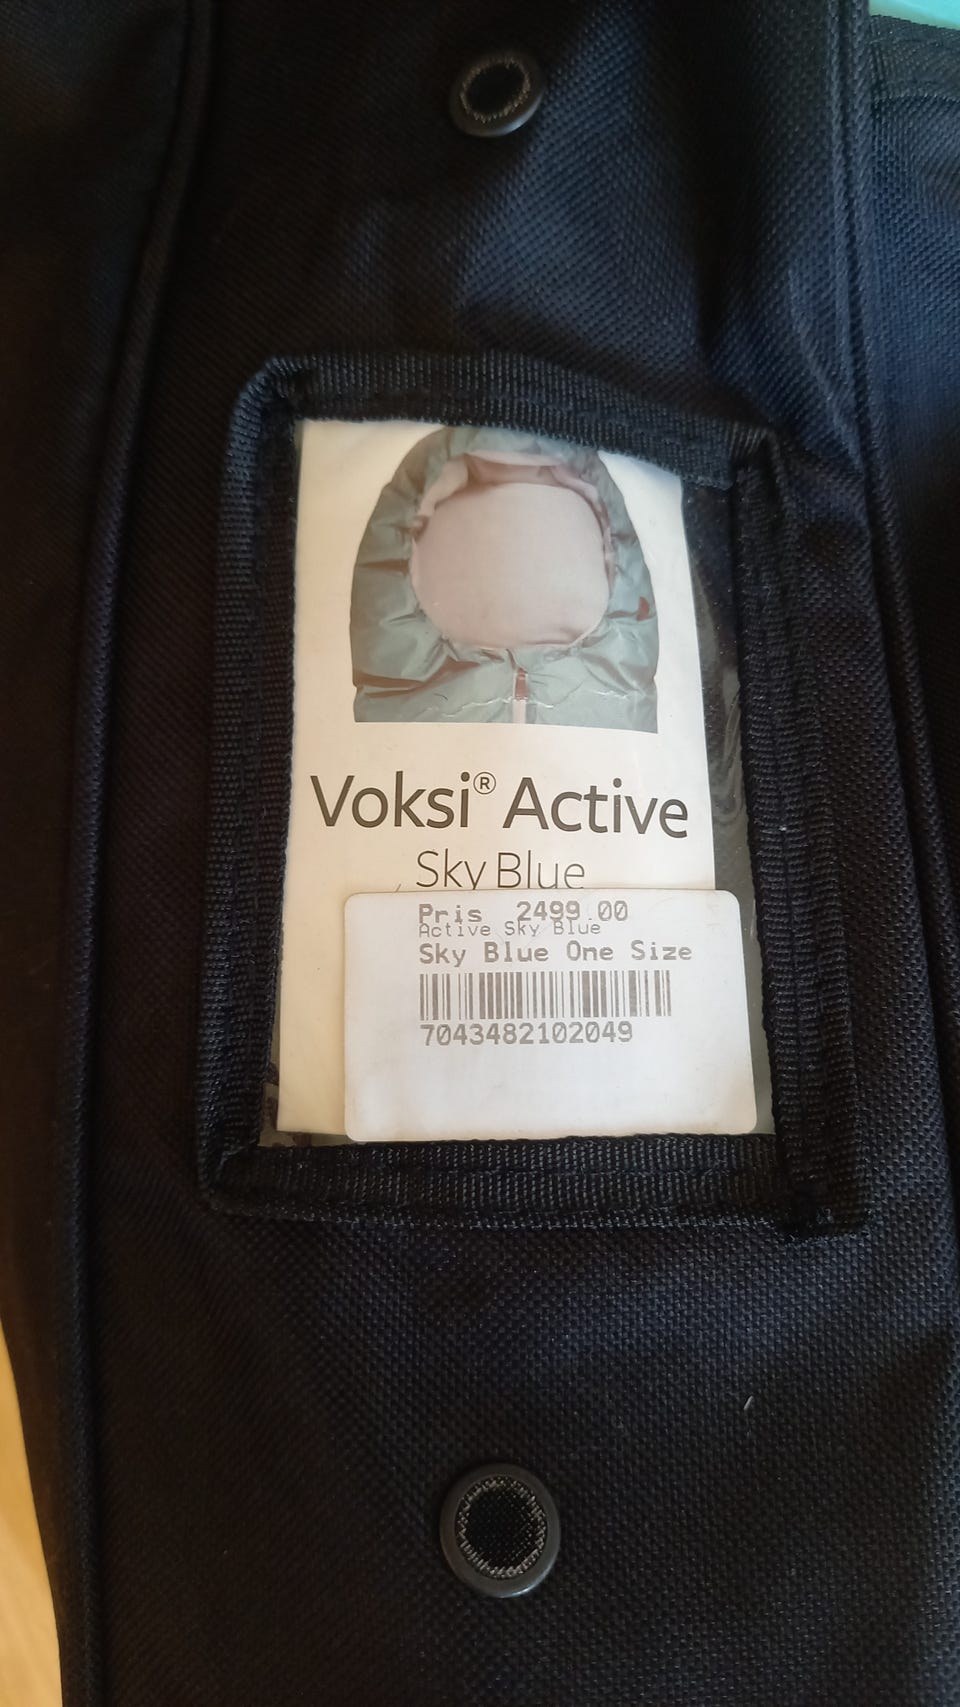 Voksi® Active
Sky Blue
Pris 2499.00
Active Sky Blue
Sky Blue One Size
7043482102049